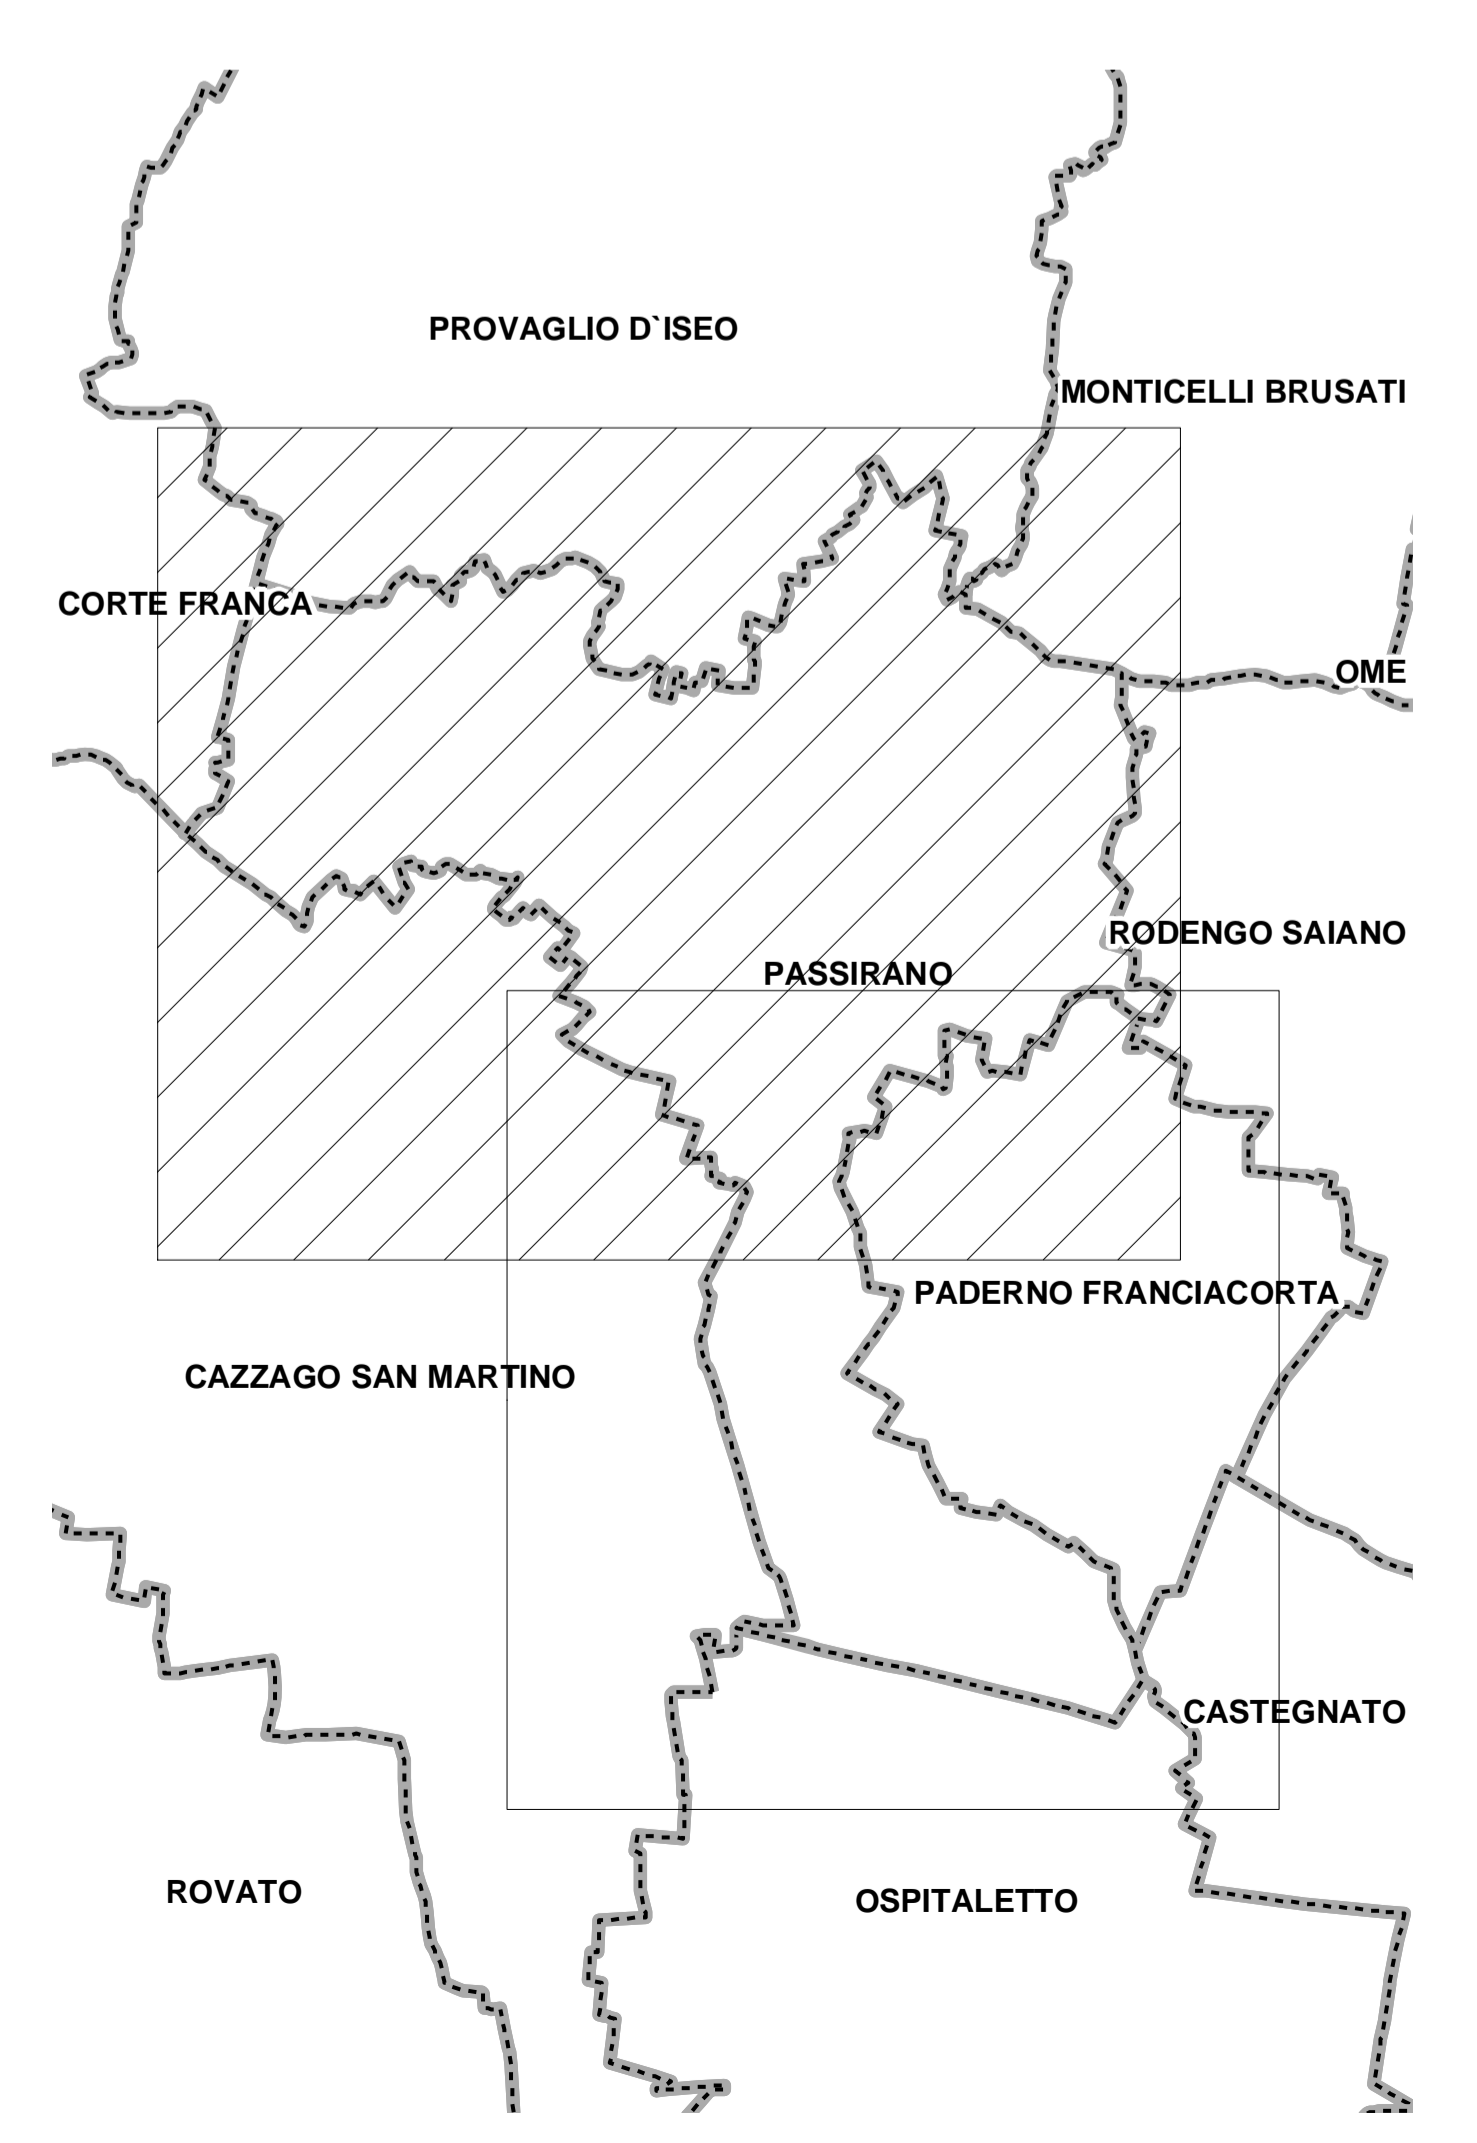 PROVAGLIO D`ISEO
MONTICELLI BRUSATI
CORTE FRANCA
OME
RODENGO SAIANO
PASSIRANO
PADERNO FRANCIACORTA
CAZZAGO SAN MARTINO
CASTEGNATO
ROVATO
OSPITALETTO